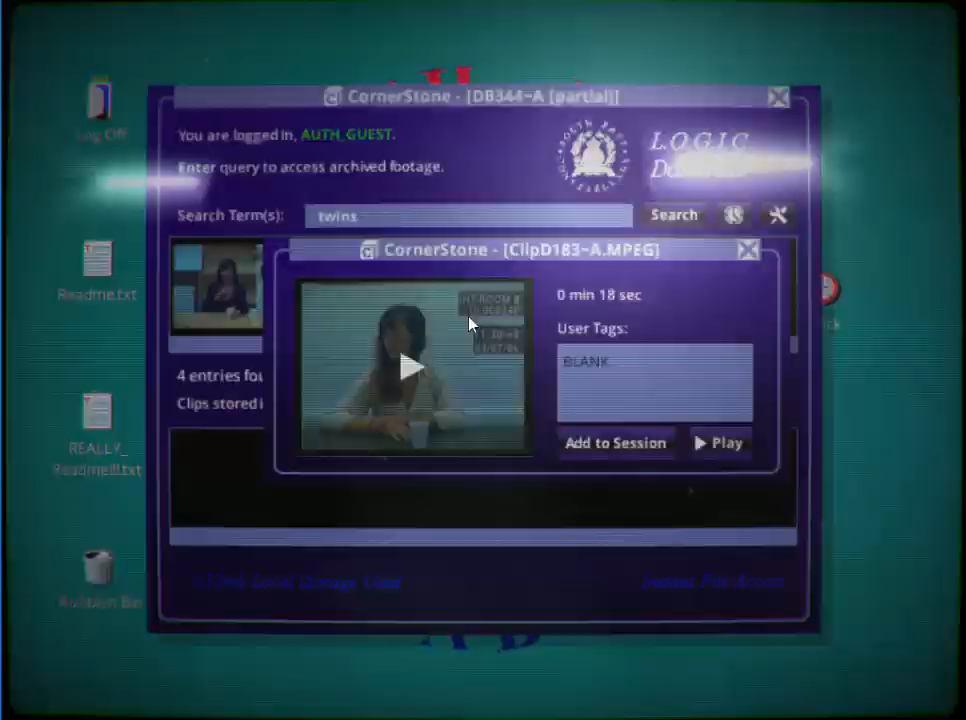 CornerStone - [DB344~A (partial)]
Log Off
You are logged in, AUTH_GUEST.
Enter query to access archived footage.
L.O.G.I.C
Search Term(s):
twins
Search
CornerStone - [ClipD183~A.MPEG]
Readme.txt
0 min 18 sec
User Tags:
BLANK
4 entries fou
Clips stored i
Add to Session
Play
REALLY_
Readme!!!.txt
Rubbish Bin